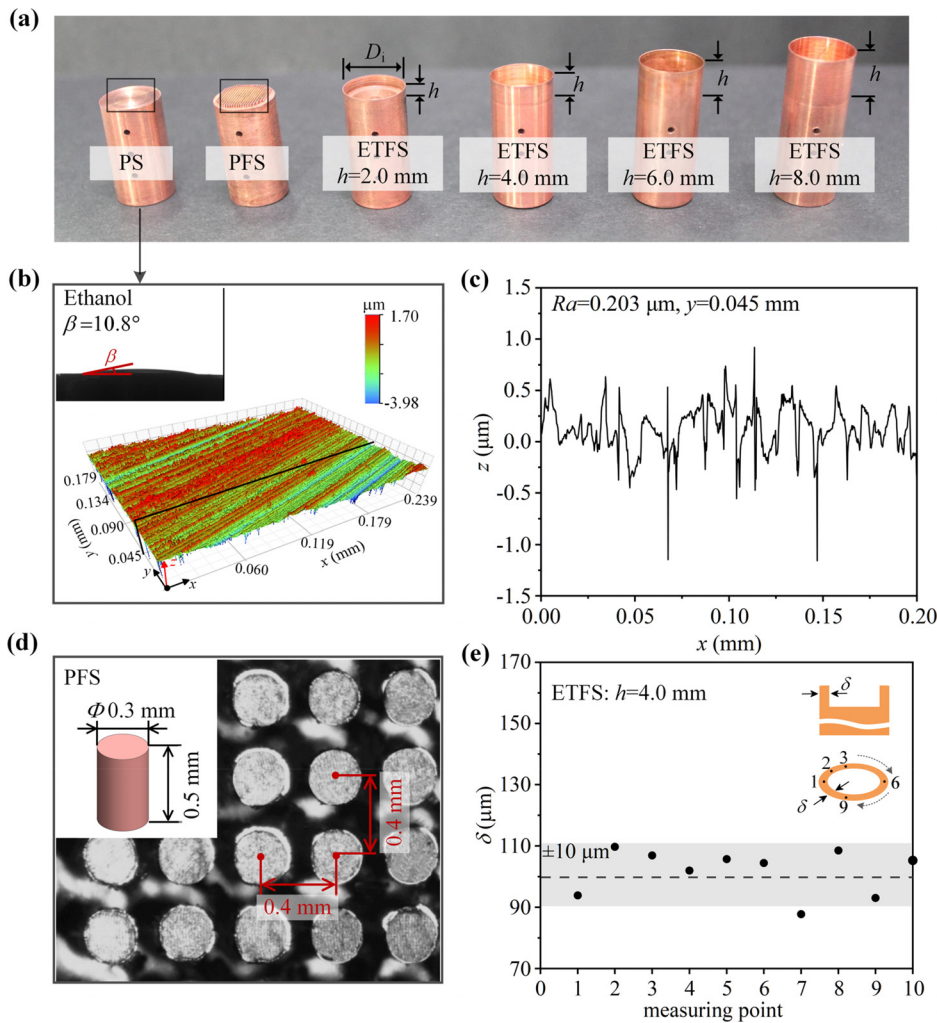 (a)
D_i
h
h
h
h
PS
PFS
ETFS
h=2.0 mm
ETFS
h=4.0 mm
ETFS
h=6.0 mm
ETFS
h=8.0 mm
(b)
Ethanol
β=10.8°
β
μm
1.70
-3.98
0.179
0.134
0.090
0.045
y (mm)
0.060
0.119
0.179
0.239
x (mm)
z
y
x
(c)
Ra=0.203 μm, y=0.045 mm
1.5
1.0
0.5
0.0
-0.5
-1.0
-1.5
z (μm)
0.00
0.05
0.10
0.15
0.20
x (mm)
(d)
PFS
Φ0.3 mm
0.5 mm
0.4 mm
0.4 mm
(e)
ETFS: h=4.0 mm
170
150
130
110
90
70
δ (μm)
±10 μm
δ
1
2
3
6
9
δ
0
1
2
3
4
5
6
7
8
9
10
measuring point